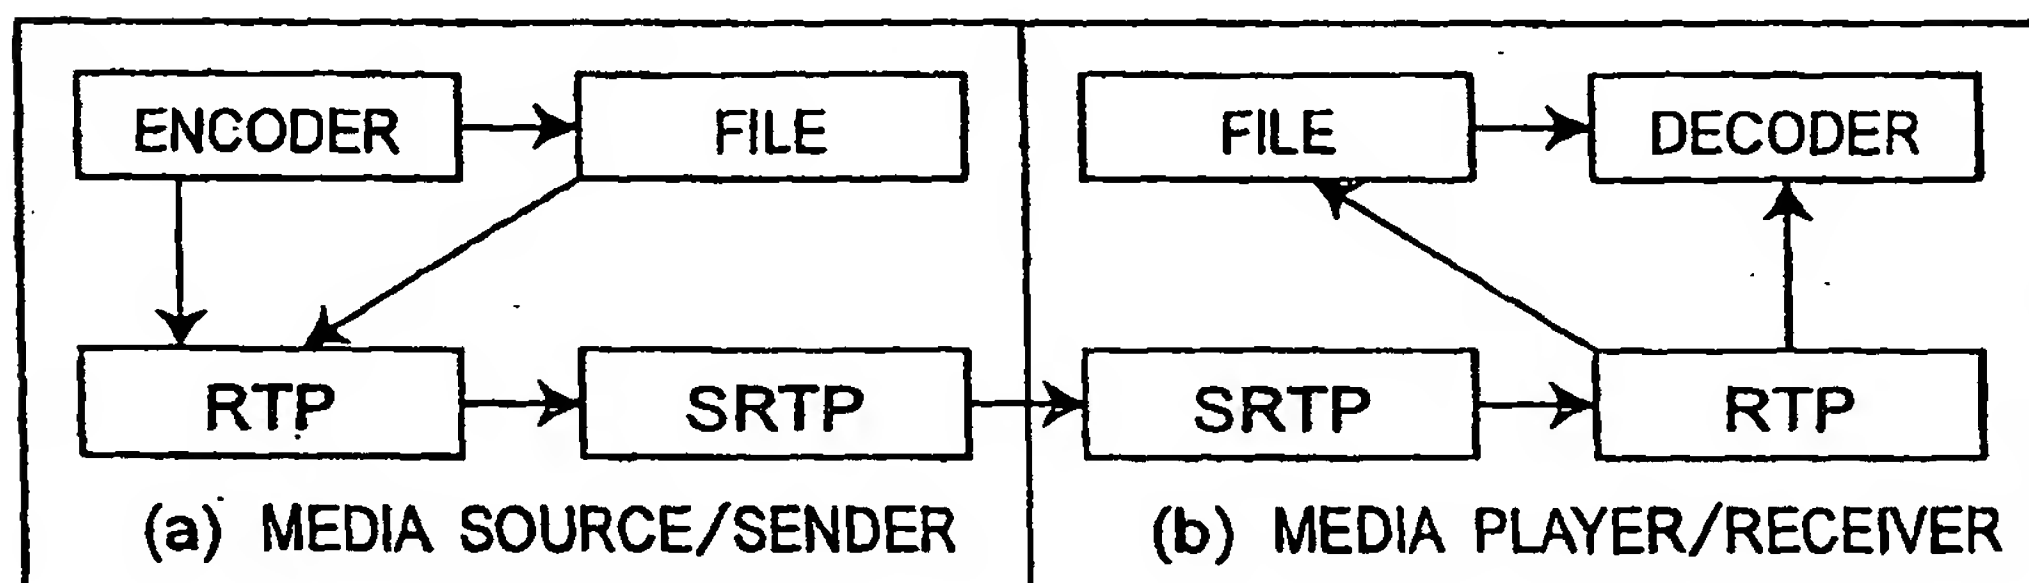 ENCODER
FILE
FILE
DECODER
RTP
SRTP
SRTP
RTP
(a) MEDIA SOURCE/SENDER
(b) MEDIA PLAYER/RECEIVER